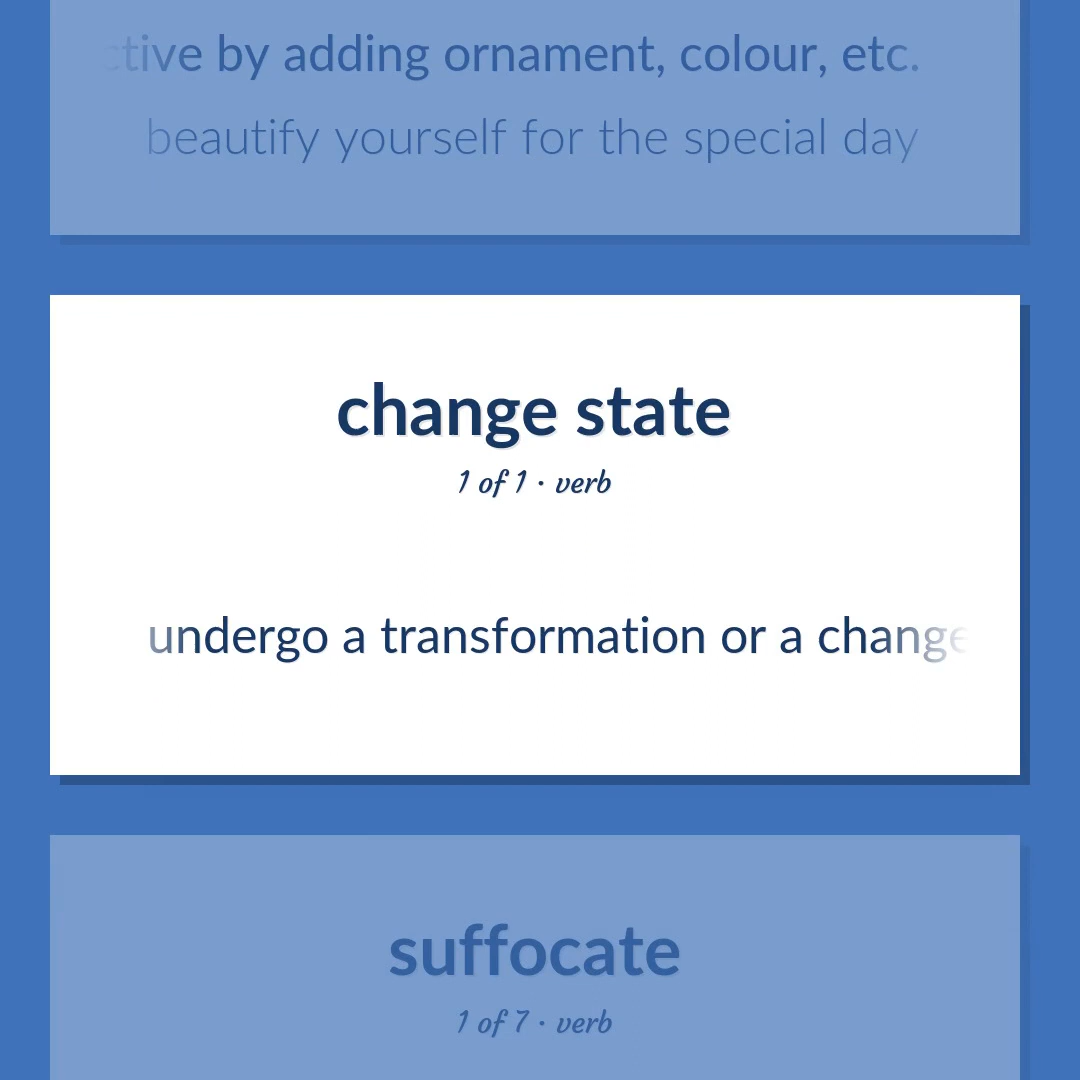 by adding ornament, colour, etc.
beautify yourself for the special day
change state
1 of 1 · verb
undergo a transformation or a change
suffocate
1 of 7 · verb